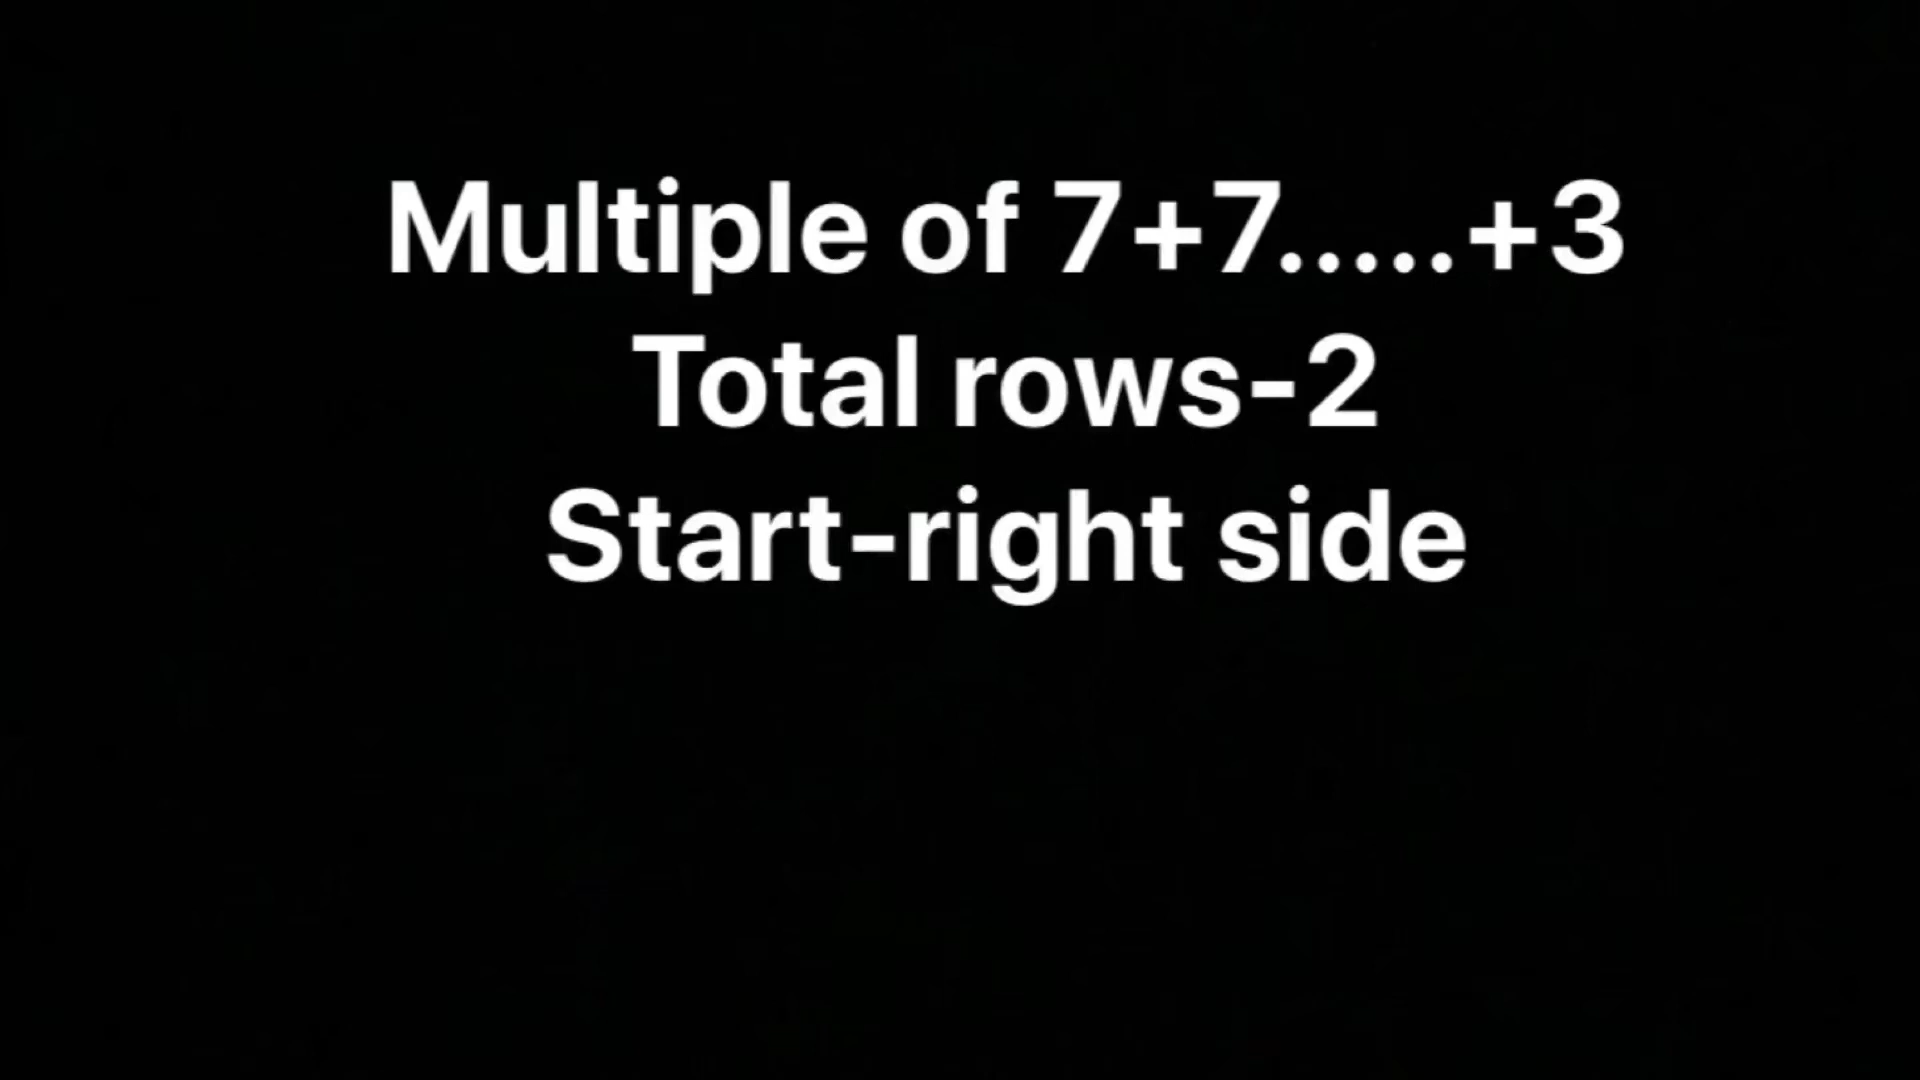 Multiple of 7+7.....+3
Total rows-2
Start-right side